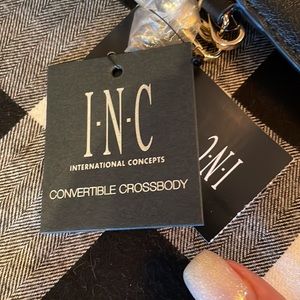 I·N·C
INTERNATIONAL CONCEPTS
CONVERTIBLE CROSSBODY
I·N·C